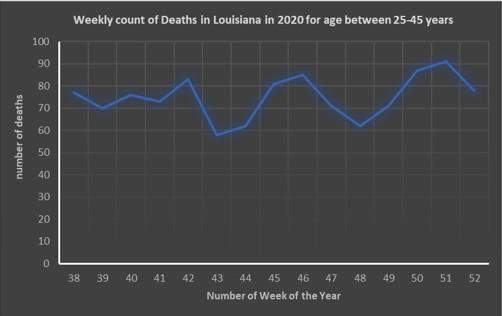 Weekly count of Deaths in Louisiana in 2020 for age between 25-45 years
100
90
80
70
60
50
40
30
20
10
0
number of deaths
38 39 40 41 42 43 44 45 46 47 48 49 50 51 52
Number of Week of the Year